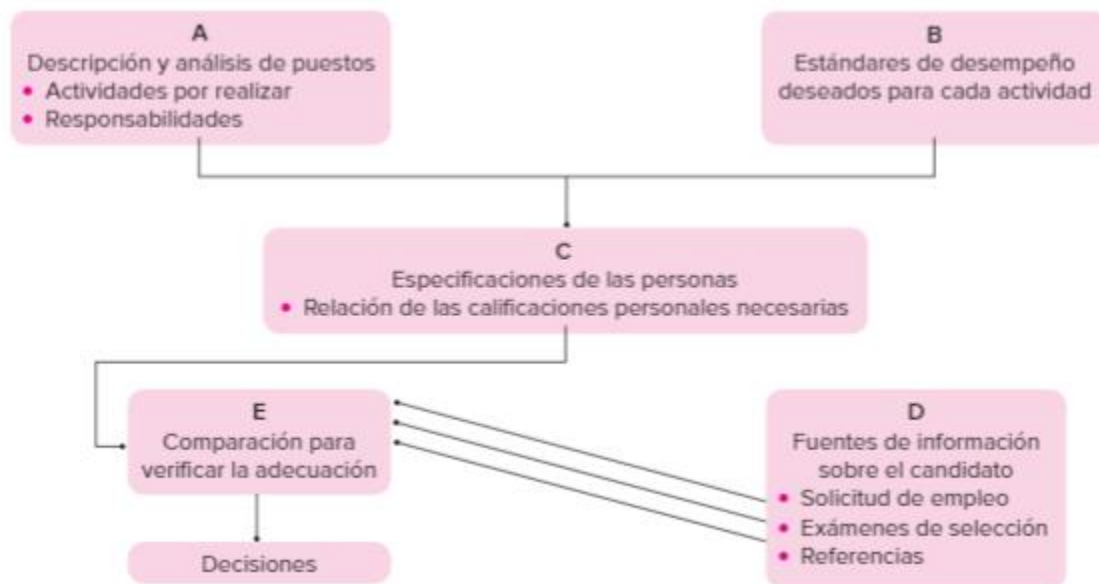 A
Descripción y análisis de puestos
• Actividades por realizar
• Responsabilidades
B
Estándares de desempeño
deseados para cada actividad
C
Especificaciones de las personas
• Relación de las calificaciones personales necesarias
E
Comparación para
verificar la adecuación
D
Fuentes de información
sobre el candidato
• Solicitud de empleo
• Exámenes de selección
• Referencias
Decisiones